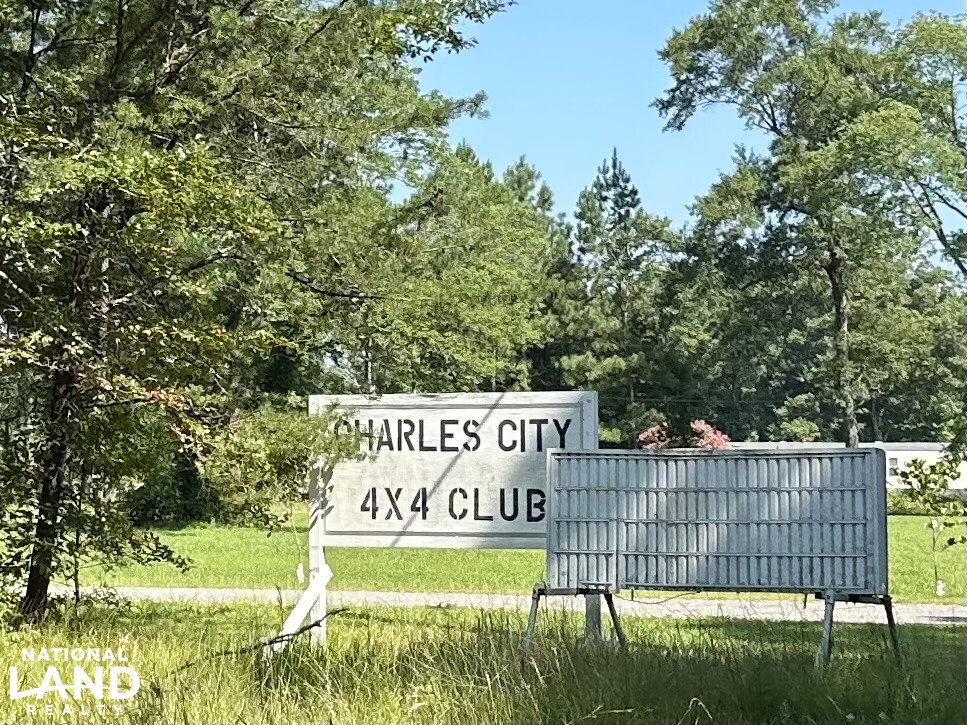 CHARLES CITY
4X4 CLUB
NATIONAL
LAND
REALTY